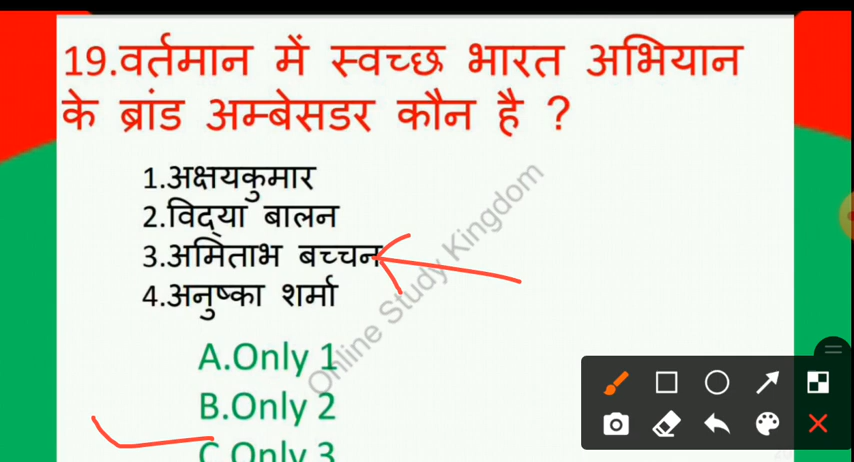 19.वर्तमान में स्वच्छ भारत अभियान
के ब्रांड अम्बेसडर कौन है ?
1.अक्षयकुमार
2.विद्या बालन
3.अमिताभ बच्चन
4.अनुष्का शर्मा
Online Study Kingdom
A.Only 1
B.Only 2
C.Only 3